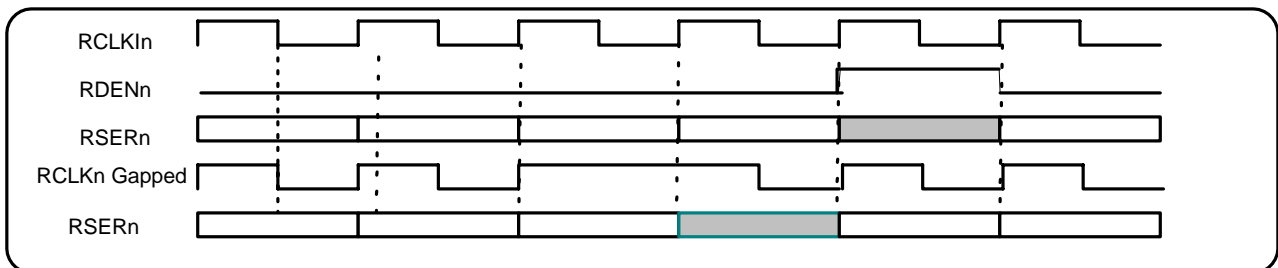 RCLKIn
RDENn
RSERn
RCLKn Gapped
RSERn